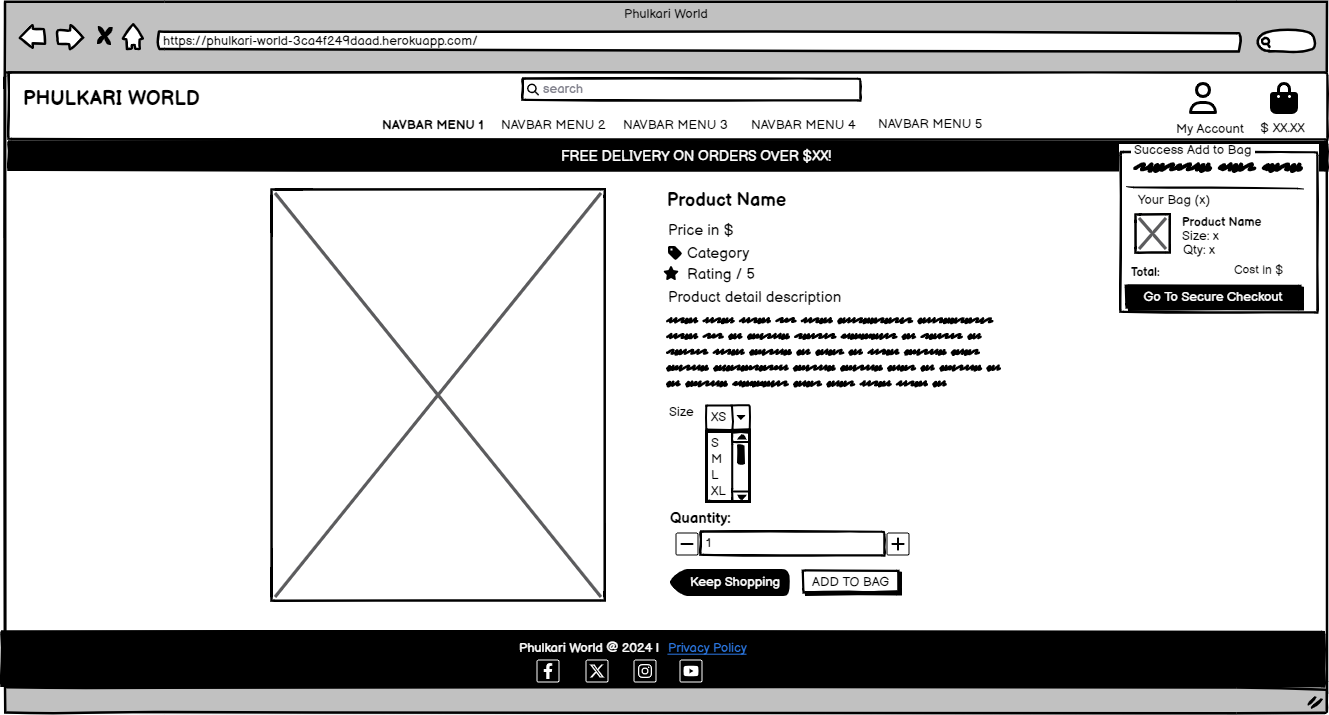 Phulkari World
https://phulkari-world-3ca4f249daad.herokuapp.com/
PHULKARI WORLD
search
NAVBAR MENU 1 NAVBAR MENU 2 NAVBAR MENU 3 NAVBAR MENU 4 NAVBAR MENU 5
My Account $ XX.XX
FREE DELIVERY ON ORDERS OVER $XX!
Success Add to Bag
Your Bag (x)
Product Name
Size: x
Qty: x
Total: Cost in $
Go To Secure Checkout
Product Name
Price in $
Category
Rating / 5
Product detail description
Size XS
S
M
L
XL
Quantity:
1
Keep Shopping ADD TO BAG
Phulkari World @ 2024 | Privacy Policy